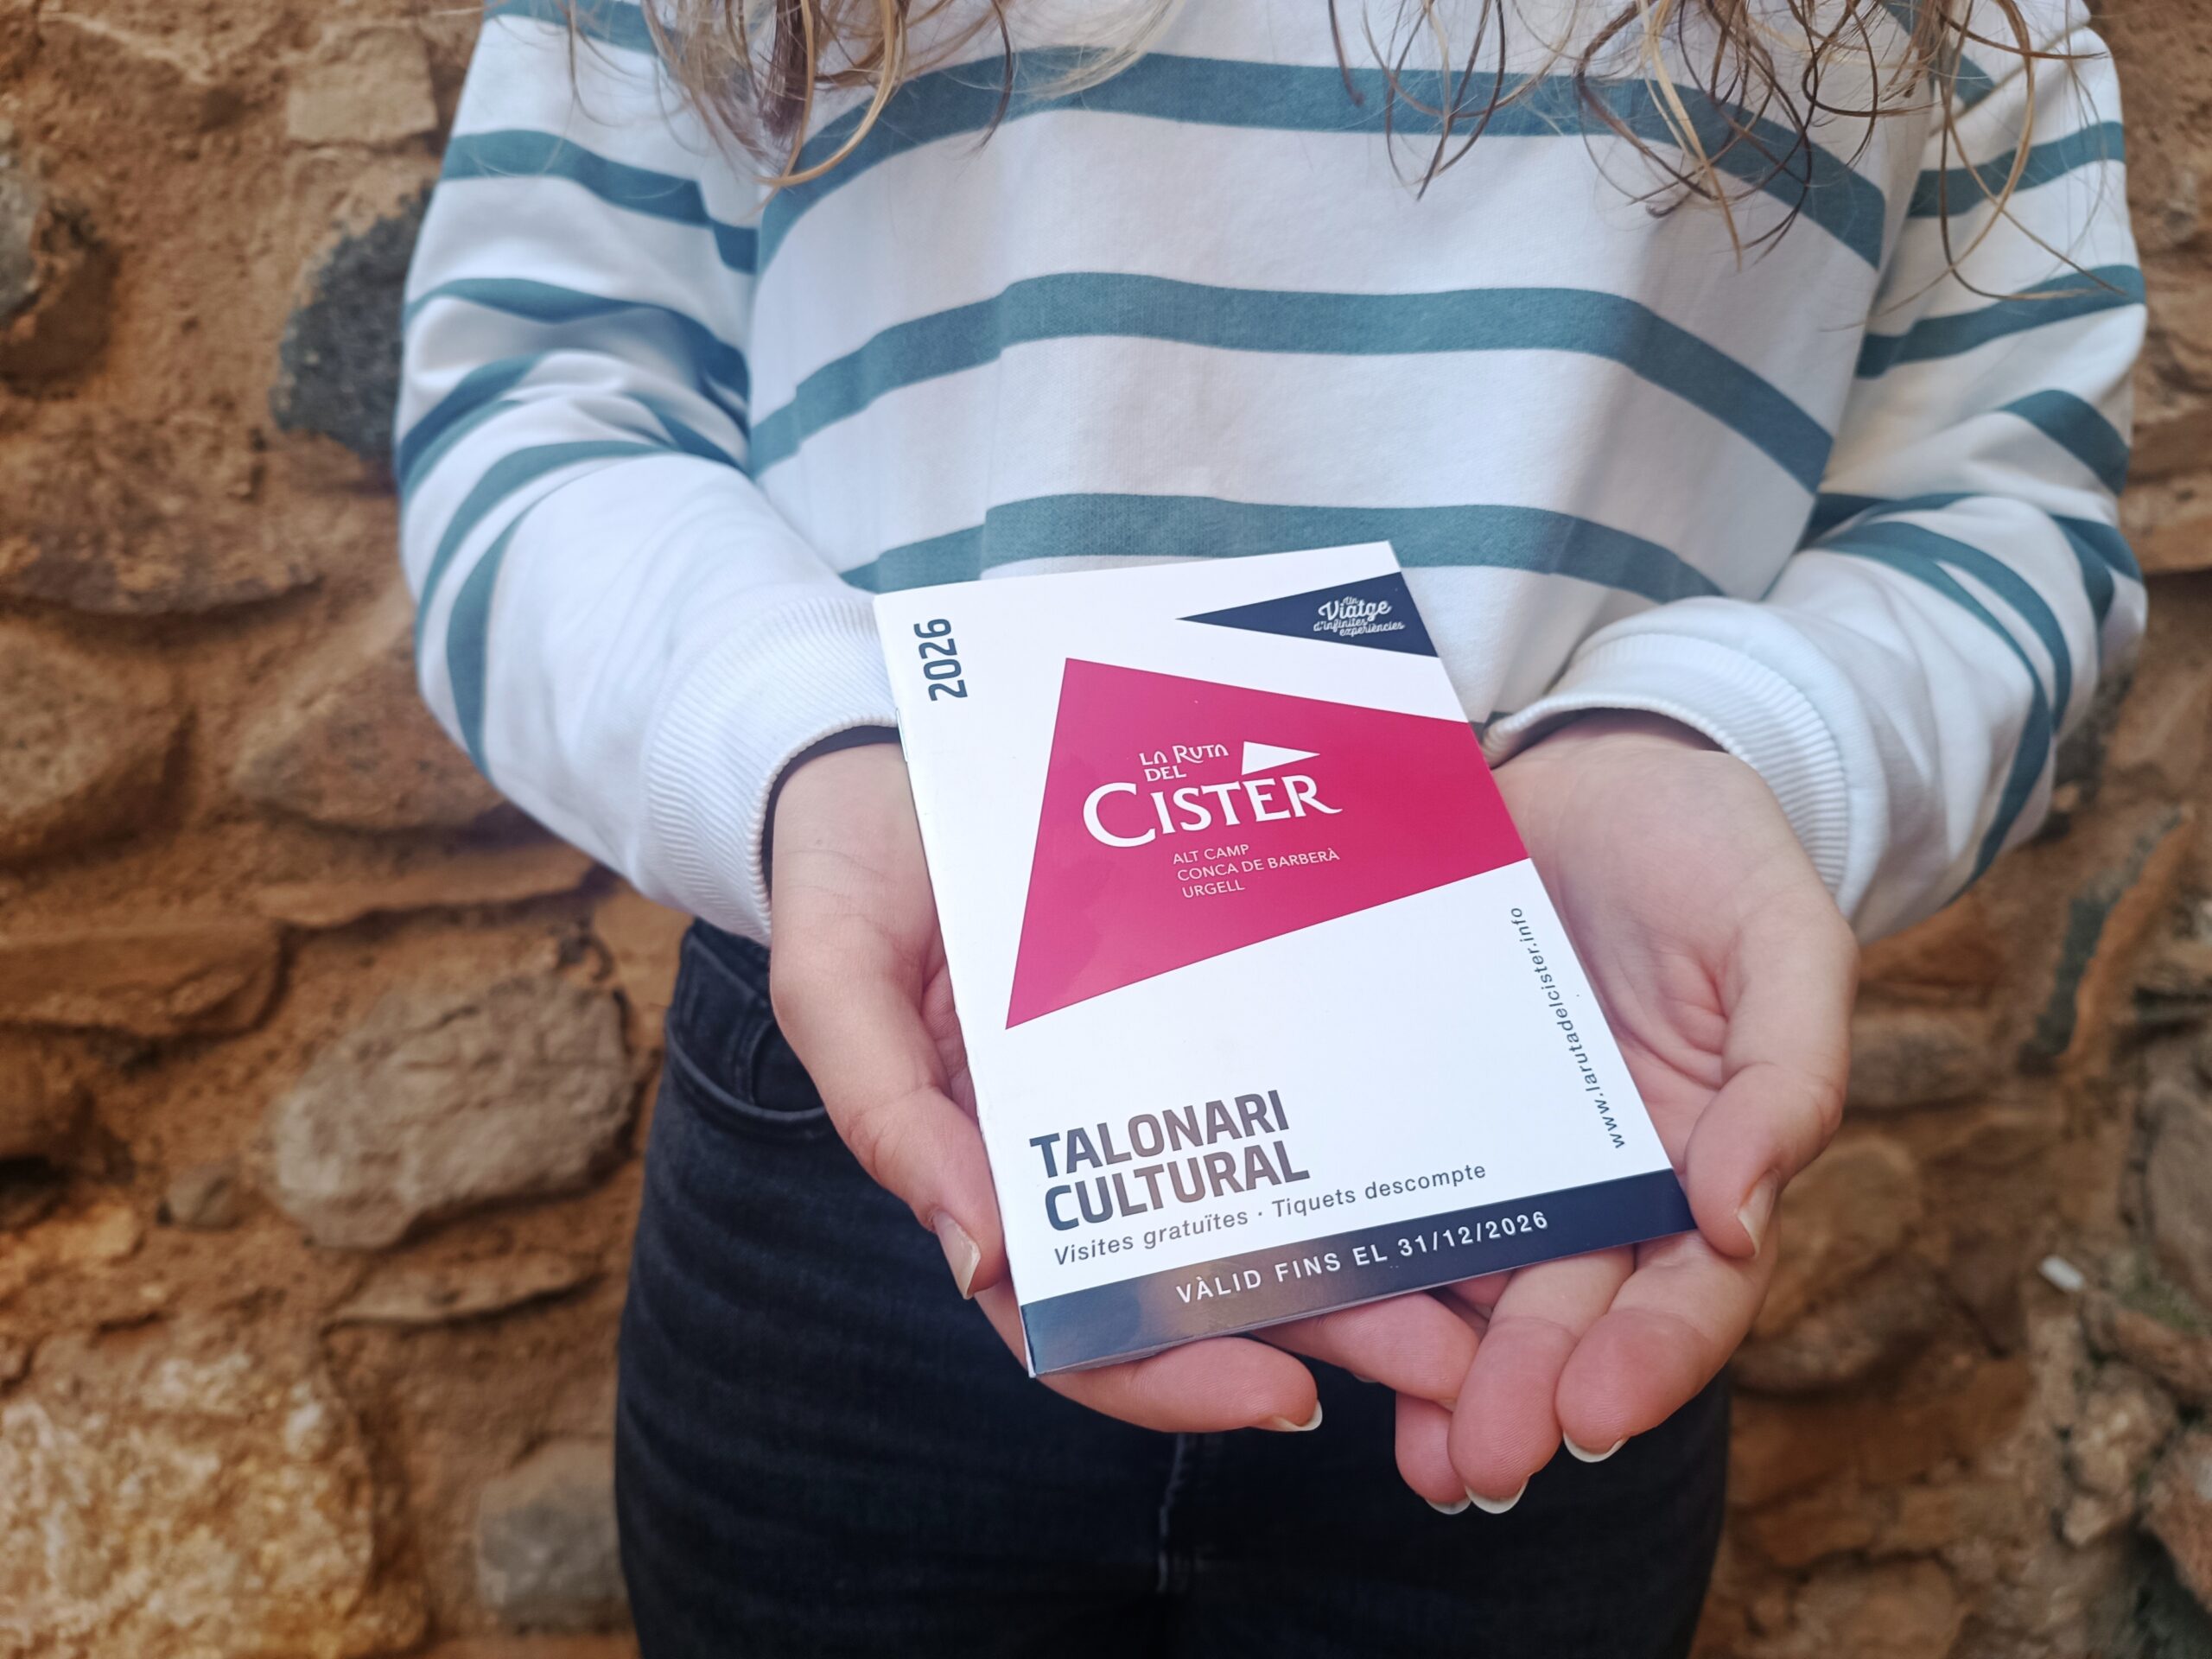 2026
Un
Viatge
d'infinites
experiències
LA RUTA
DEL
CISTER
ALT CAMP
CONCA DE BARBERÀ
URGELL
www.larutadelcister.info
TALONARI
CULTURAL
Visites gratuïtes · Tiquets descompte
VÀLID FINS EL 31/12/2026